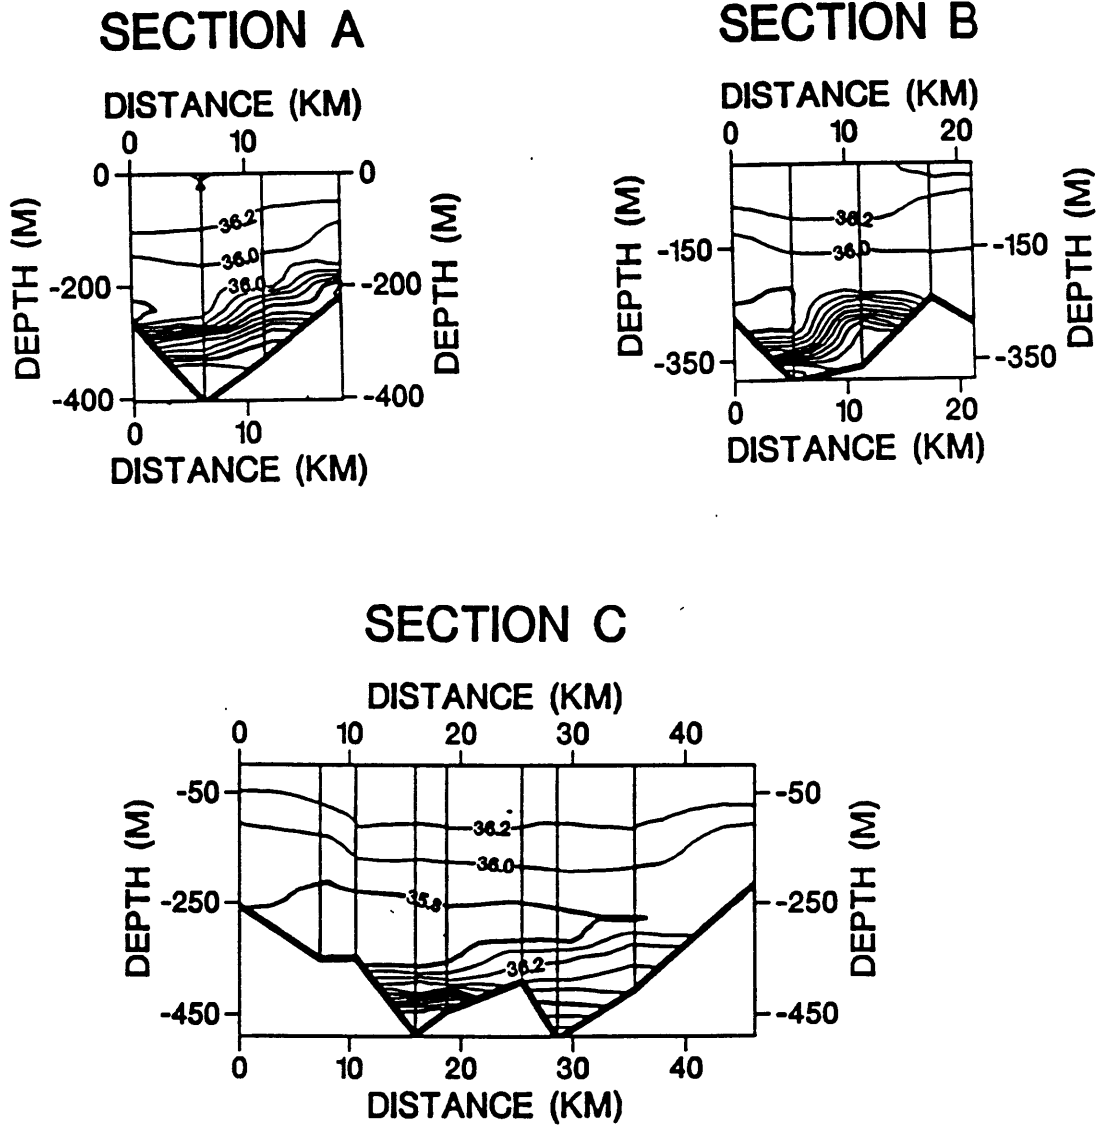 SECTION A
DISTANCE (KM)
0 10
0 0
DEPTH (M)
36.2
36.0
36.0
-200 -200
DEPTH (M)
-400 -400
0 10
DISTANCE (KM)
SECTION B
DISTANCE (KM)
0 10 20
DEPTH (M)
36.2
36.0
-150 -150
DEPTH (M)
-350 -350
0 10 20
DISTANCE (KM)
SECTION C
DISTANCE (KM)
0 10 20 30 40
-50 -50
DEPTH (M)
36.2
36.0
35.8
-250 -250
DEPTH (M)
36.2
-450 -450
0 10 20 30 40
DISTANCE (KM)